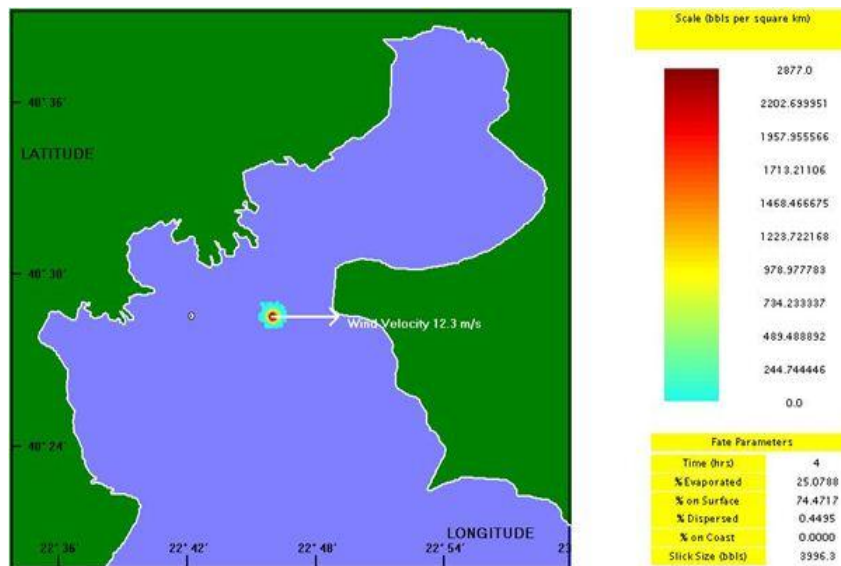 40° 36'
LATITUDE
40° 30'
Wind Velocity 12.3 m/s
40° 24'
LONGITUDE
22° 36'
22° 42'
22° 48'
22° 54'
23
Scale (bbls per square km)
2877.0
2202.699951
1957.955566
1713.21106
1468.466675
1223.722168
978.977783
734.233337
489.488892
244.744446
0.0
Fate Parameters
Time (hrs) 4
% Evaporated 25.0788
% on Surface 74.4717
% Dispersed 0.4495
% on Coast 0.0000
Slick Size (bbls) 3996.3